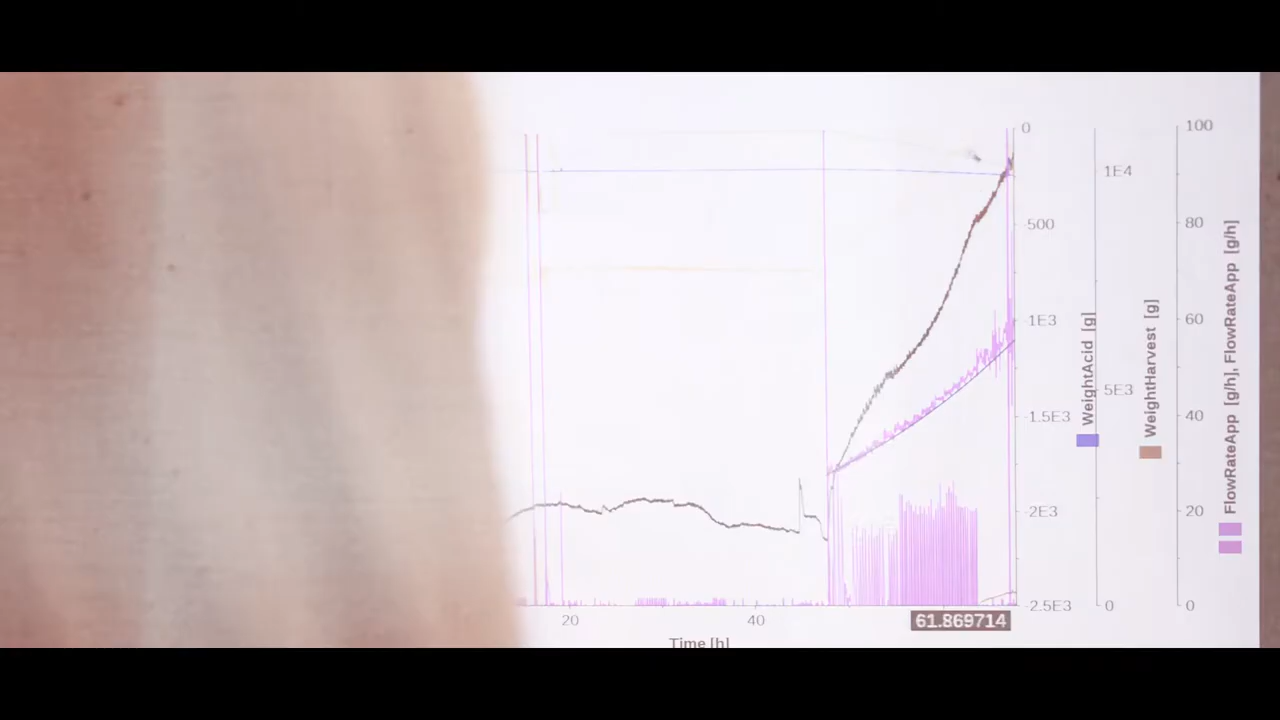 0
500
1E3
-1.5E3
-2E3
-2.5E3
WeightAcid [g]
1E4
5E3
0
WeightHarvest [g]
100
80
60
40
20
0
FlowRateApp [g/h], FlowRateApp [g/h]
20
40
61.869714
Time [h]